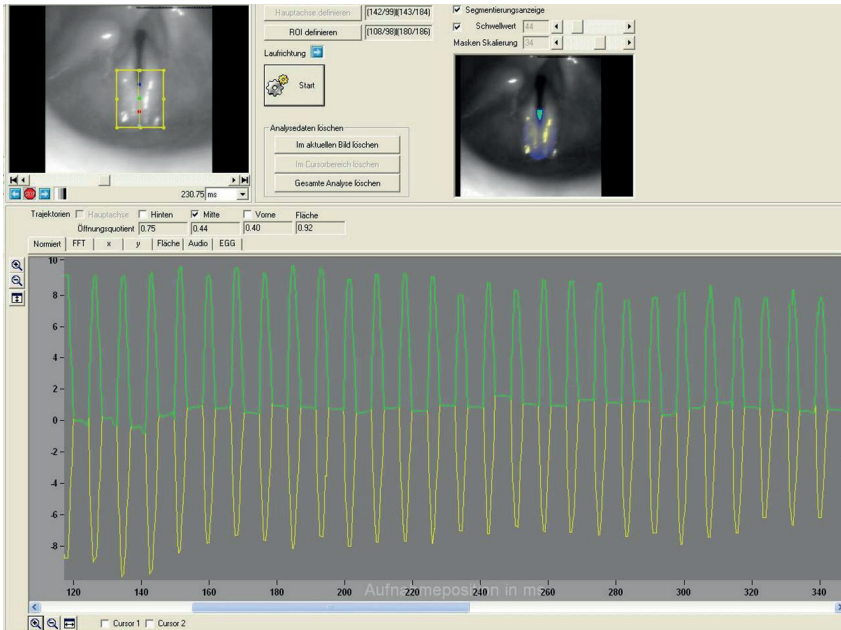 Hauptachse definieren (142/99)(143/184)
ROI definieren (108/98)(180/186)
Laufrichtung
Start
Analysedaten löschen
Im aktuellen Bild löschen
Im Cursorbereich löschen
Gesamte Analyse löschen
Segmentierungsanzeige
Schwellwert 44
Masken Skalierung 34
230.75 ms
Trajektorien Hauptachse Hinten Mitte Vorne Fläche
Öffnungsquotient 0.75 0.44 0.40 0.92
Normiert FFT x y Fläche Audio EGG
10
8
6
4
2
0
-2
-4
-6
-8
120 140 160 180 200 220 240 260 280 300 320 340
Aufnahmeposition in ms
Cursor 1 Cursor 2